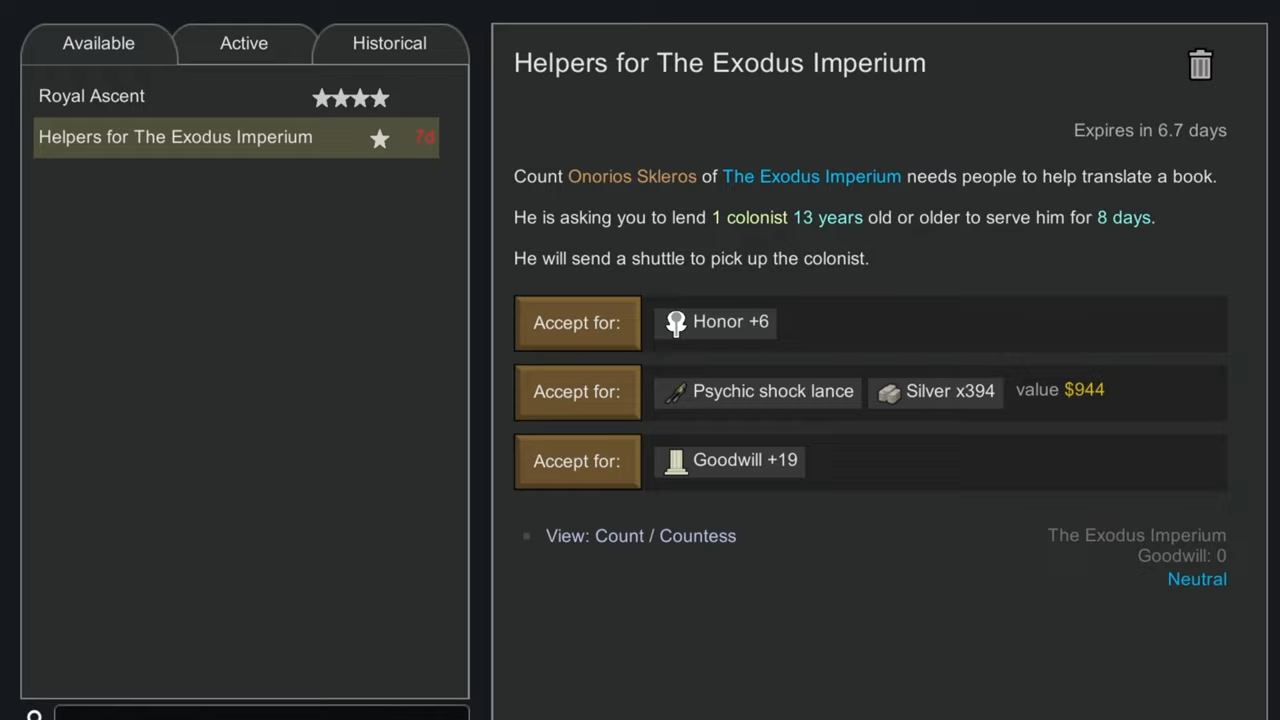 Available
Active
Historical
Royal Ascent
Helpers for The Exodus Imperium 7d
Helpers for The Exodus Imperium
Expires in 6.7 days
Count Onorios Skleros of The Exodus Imperium needs people to help translate a book.
He is asking you to lend 1 colonist 13 years old or older to serve him for 8 days.
He will send a shuttle to pick up the colonist.
Accept for: Honor +6
Accept for: Psychic shock lance Silver x394 value $944
Accept for: Goodwill +19
View: Count / Countess
The Exodus Imperium
Goodwill: 0
Neutral